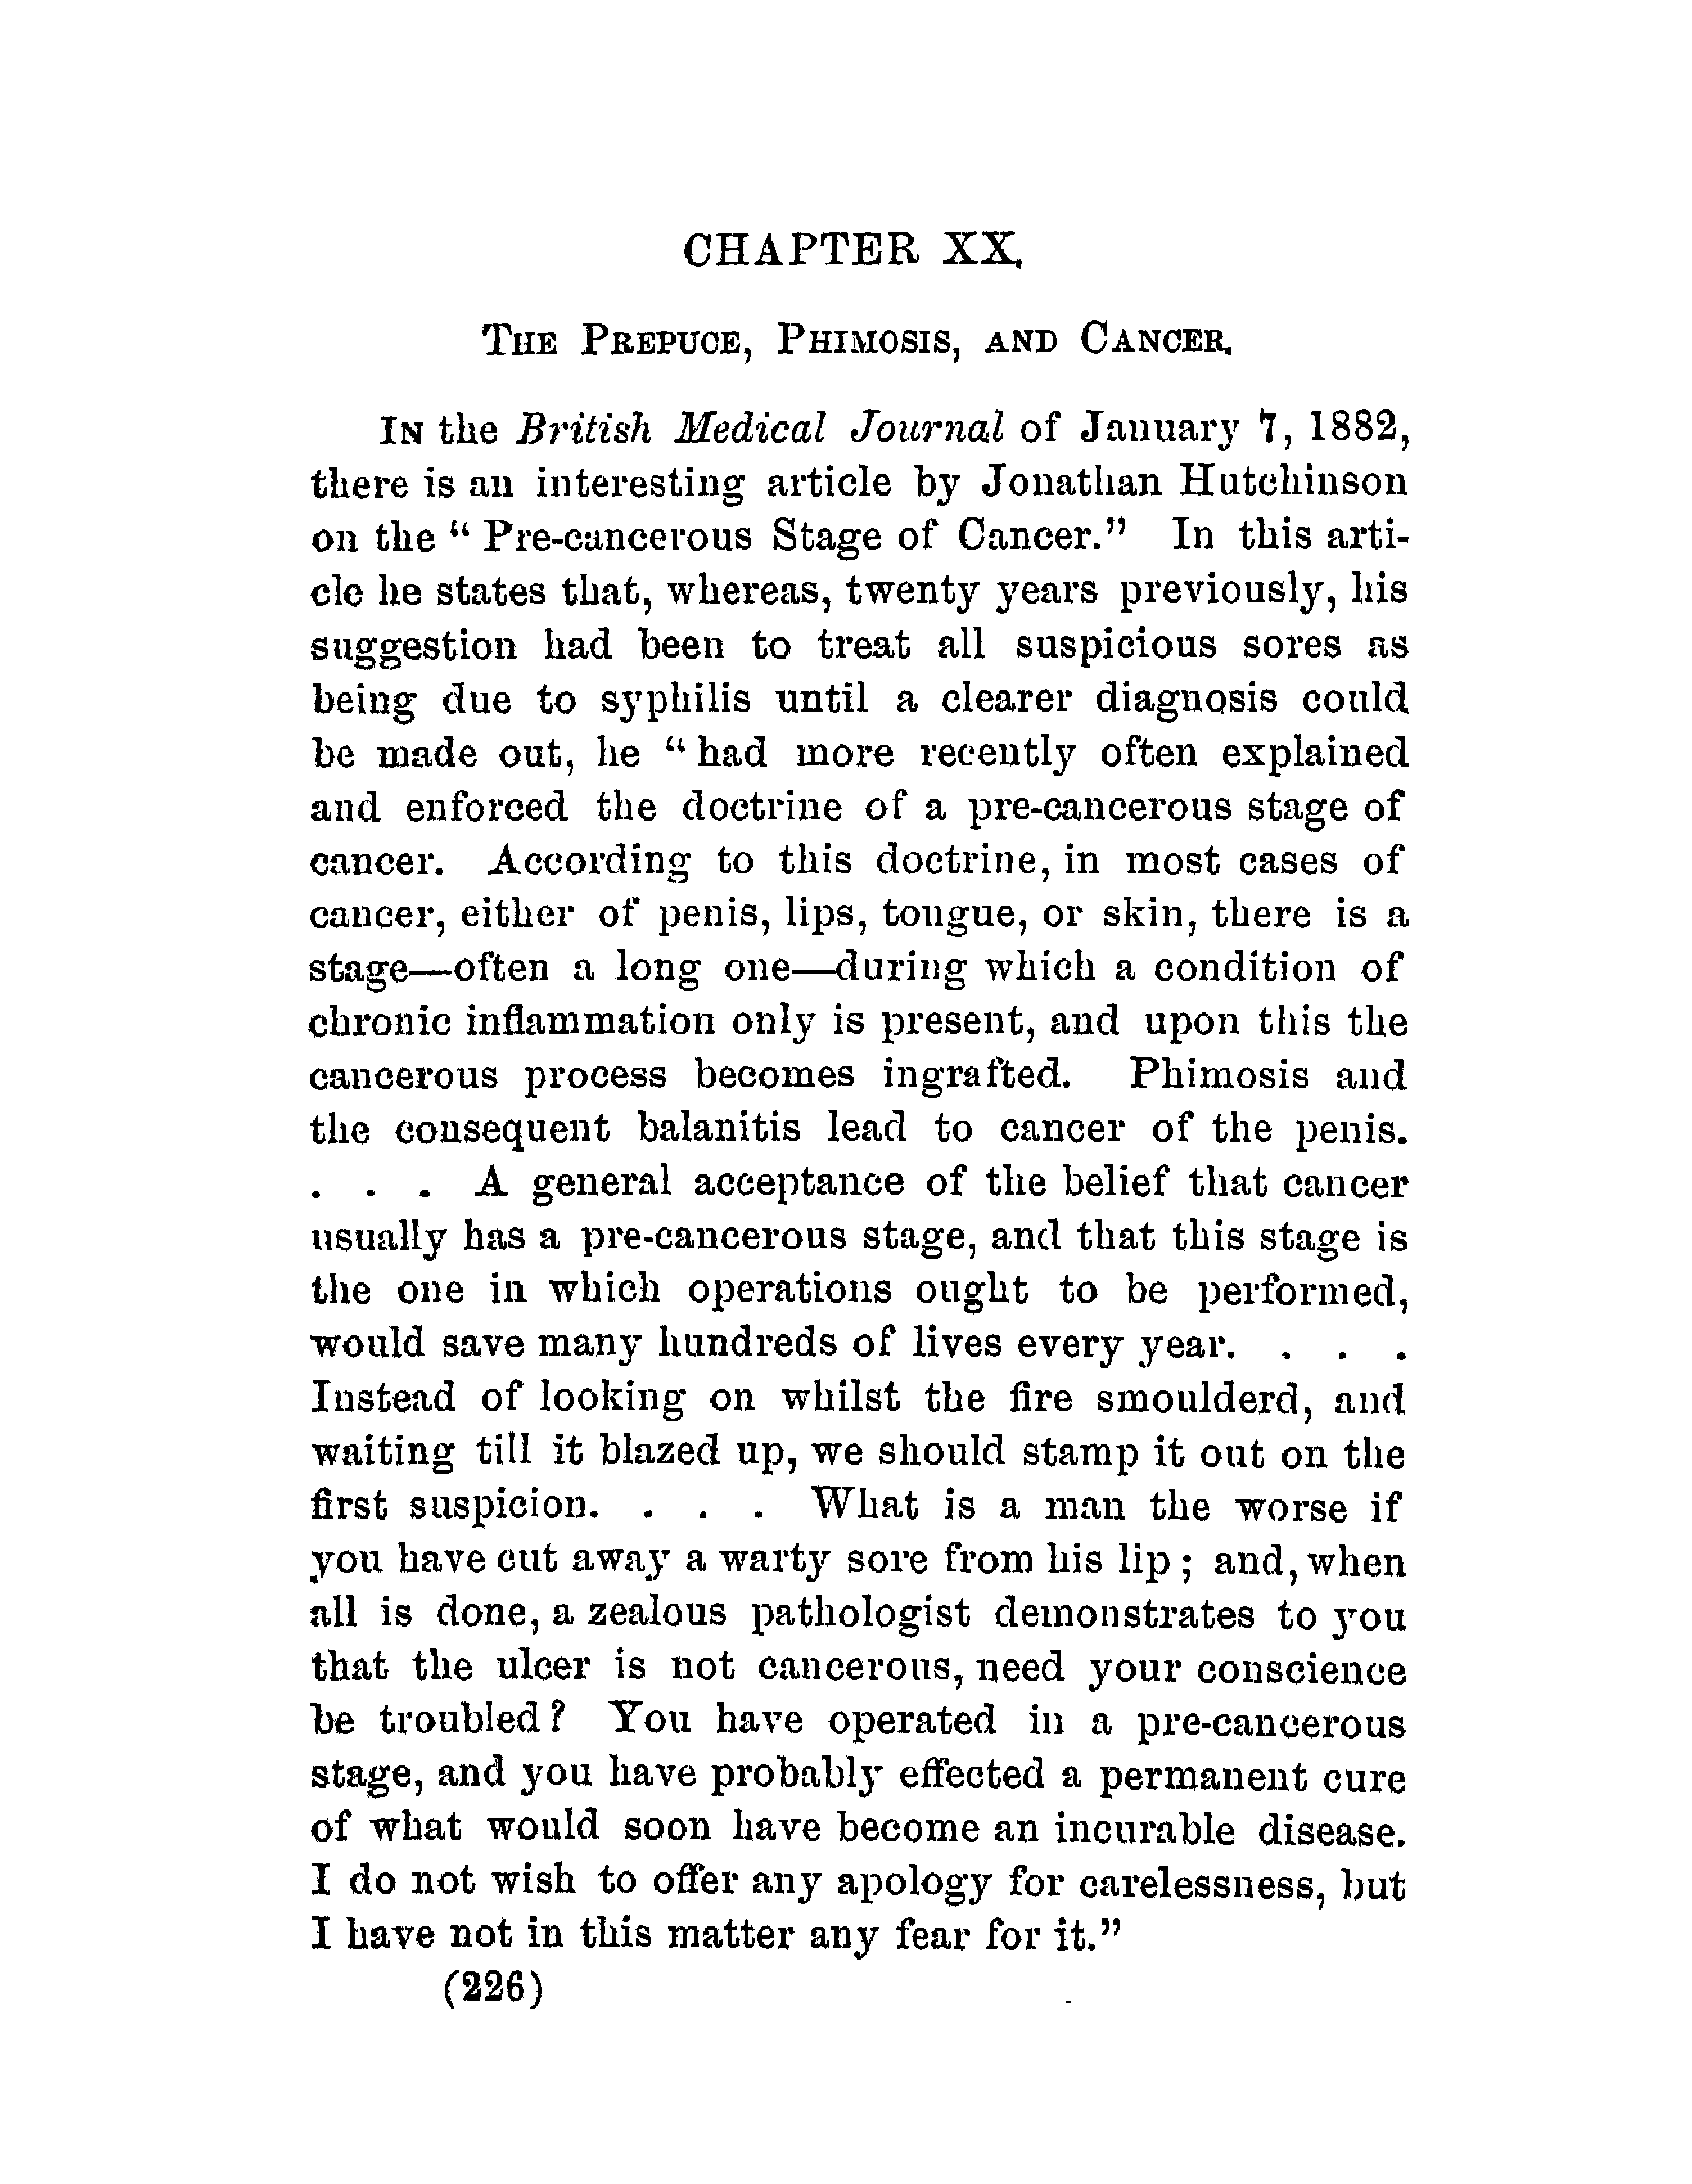 CHAPTER XX.
The Prepuce, Phimosis, and Cancer.
In the British Medical Journal of January 7, 1882,
there is an interesting article by Jonathan Hutchinson
on the “ Pre-cancerous Stage of Cancer.” In this arti-
cle he states that, whereas, twenty years previously, his
suggestion had been to treat all suspicious sores as
being due to syphilis until a clearer diagnosis could
be made out, he “ had more recently often explained
and enforced the doctrine of a pre-cancerous stage of
cancer. According to this doctrine, in most cases of
cancer, either of penis, lips, tongue, or skin, there is a
stage—often a long one—during which a condition of
chronic inflammation only is present, and upon this the
cancerous process becomes ingrafted. Phimosis and
the consequent balanitis lead to cancer of the penis.
. . . A general acceptance of the belief that cancer
usually has a pre-cancerous stage, and that this stage is
the one in which operations ought to be performed,
would save many hundreds of lives every year. . . .
Instead of looking on whilst the fire smoulderd, and
waiting till it blazed up, we should stamp it out on the
first suspicion. . . . What is a man the worse if
you have cut away a warty sore from his lip ; and, when
all is done, a zealous pathologist demonstrates to you
that the ulcer is not cancerous, need your conscience
be troubled ? You have operated in a pre-cancerous
stage, and you have probably effected a permanent cure
of what would soon have become an incurable disease.
I do not wish to offer any apology for carelessness, but
I have not in this matter any fear for it.”
(226)